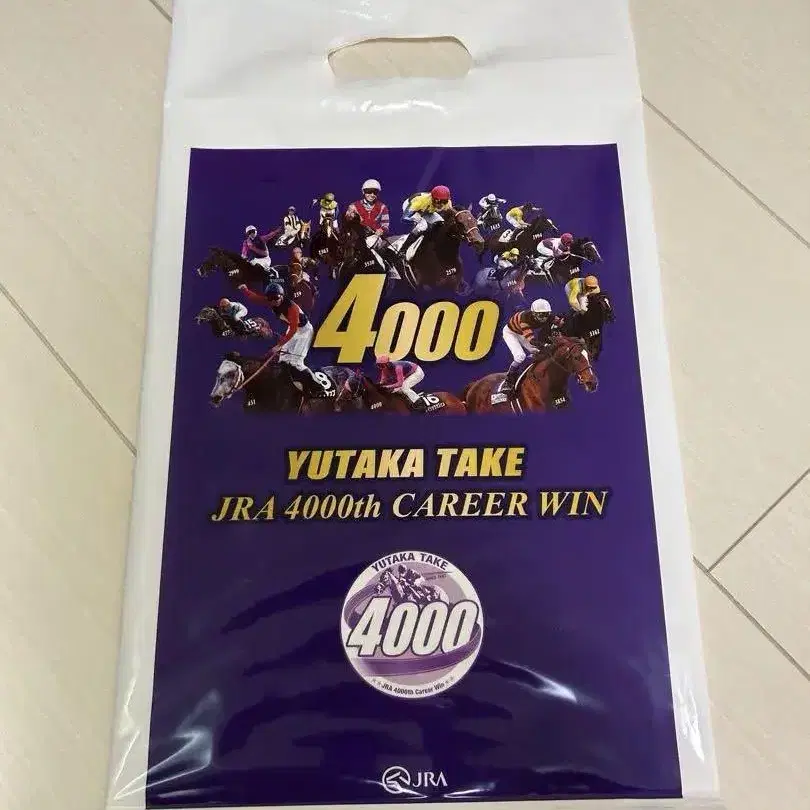 4000
YUTAKA TAKE
JRA 4000th CAREER WIN
YUTAKA TAKE
4000
JRA 4000th Career Win
JRA